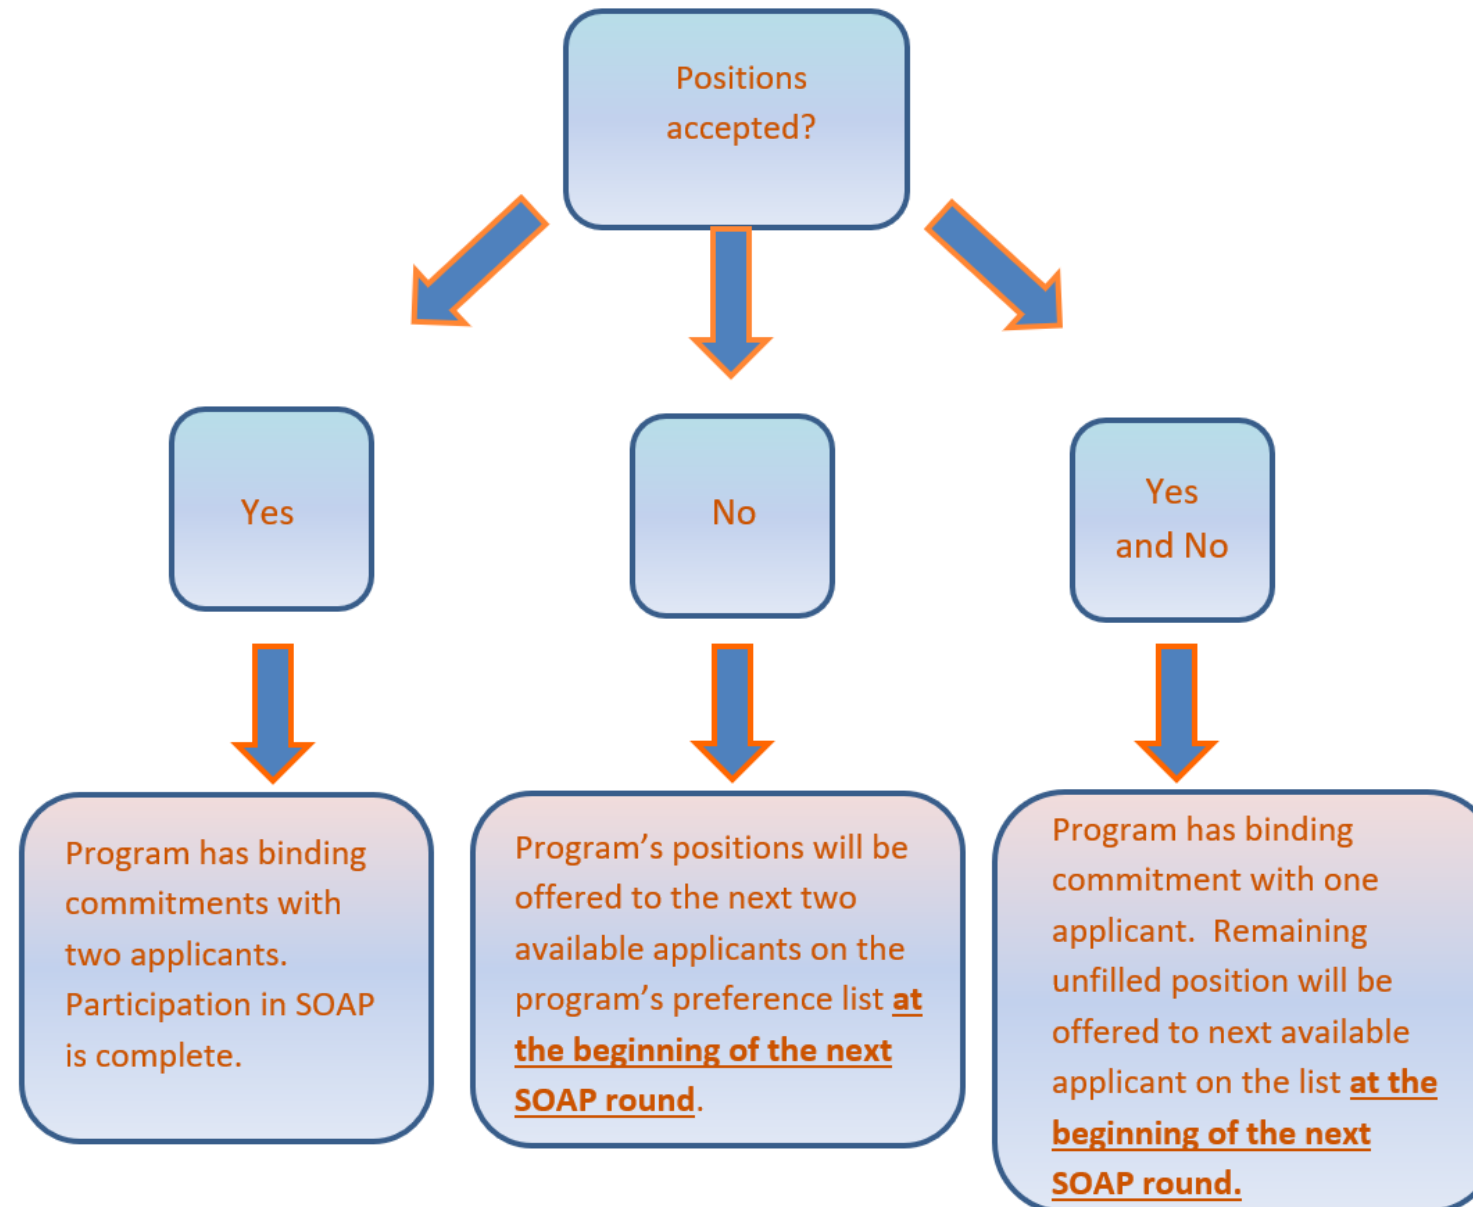 Positions
accepted?
Yes
No
Yes
and No
Program has binding
commitments with
two applicants.
Participation in SOAP
is complete.
Program’s positions will be
offered to the next two
available applicants on the
program’s preference list at
the beginning of the next
SOAP round.
Program has binding
commitment with one
applicant.  Remaining
unfilled position will be
offered to next available
applicant on the list at the
beginning of the next
SOAP round.